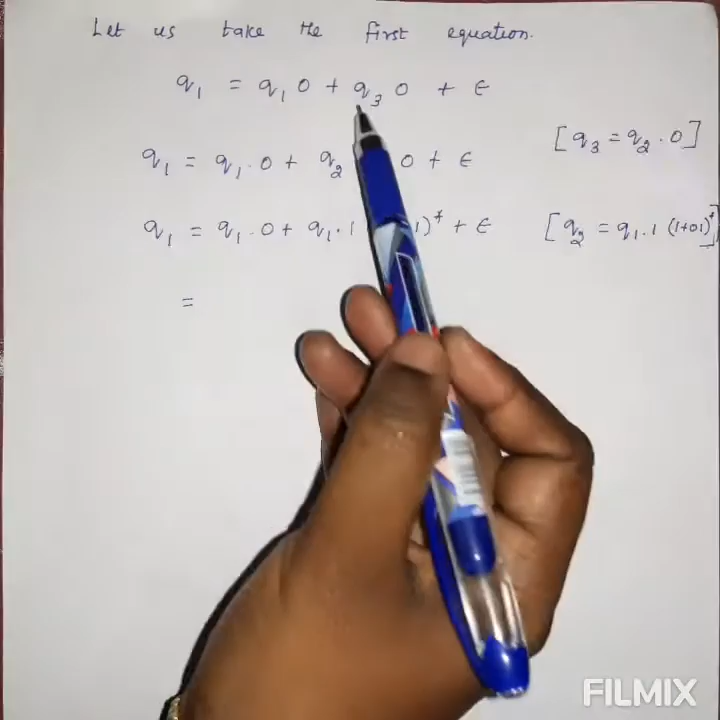 Let us take the first equation.
q₁ = q₁ 0 + q₃ 0 + ε
[q₃ = q₂ . 0]
q₁ = q₁ . 0 + q₂ 0 + ε
q₁ = q₁ . 0 + q₁ . 1 1)* + ε
[q₂ = q₁ . 1 (1+01)*]
=
FILMIX